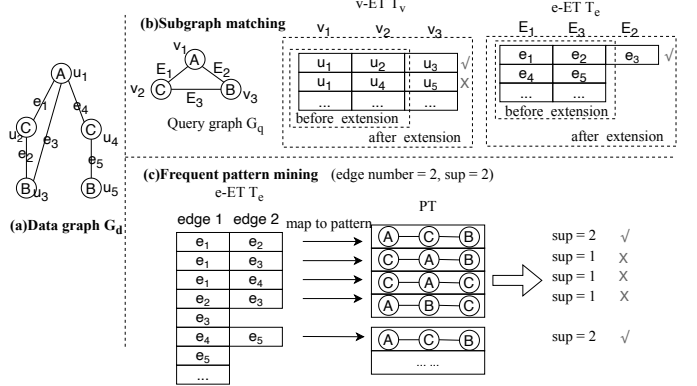 v-ET Tv
e-ET Te
(b)Subgraph matching
v1 v2 v3
E1 E3 E2
v1
A
E1 E2
v2 C B v3
E3
Query graph Gq
u1 u2 u3 √
u1 u4 u5 X
... ... ...
before extension
after extension
e1 e2 e3 √
e4 e5
... ...
before extension
after extension
A u1
e1 e4
C C
u2 e3 u4
e2 e5
B u3 B u5
(a)Data graph Gd
(c)Frequent pattern mining (edge number = 2, sup = 2)
e-ET Te
edge 1 edge 2 map to pattern PT
e1 e2 A C B sup = 2 √
e1 e3 C A B sup = 1 X
e1 e4 C A C sup = 1 X
e2 e3 A B C sup = 1 X
e3
e4 e5 A C B sup = 2 √
e5 ... ...
...